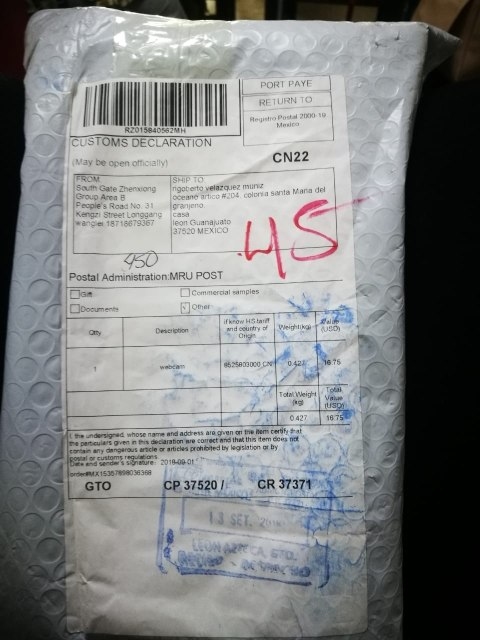 RZ015840562MH
PORT PAYE
RETURN TO
Registro Postal 2000-19
Mexico
CUSTOMS DECLARATION
(May be open officially)
CN22
FROM
South Gate Zhenxiong
Group Area B
People's Road No. 31
Kengzi Street Longgang
wanglei 18718679367
SHIP TO
rigoberto velazquez muniz
oceano artico #204. colonia santa Maria del
granjeno.
casa
leon Guanajuato
37520 MEXICO
45
450
Postal Administration:MRU POST
Gift
Commercial samples
Documents
Other
Qtty
Description
if know HS tariff
and country of
Origin
Weight(kg)
Value
(USD)
1
webcam
8525803000,CN
0.427
16.75
Total Weight
(kg)
Total
Value
(USD)
0.427
16.75
I, the undersigned, whose name and address are given on the item certify that
the particulars given in this declaration are correct and that this item does not
contain any dangerous article or articles prohibited by legislation or by
postal or customs regulations.
Date and sender's signature: 2018-09-01
order#MX15357898036368
GTO
CP 37520 /
CR 37371
13 SET.
LEON AZTECA, GTO.